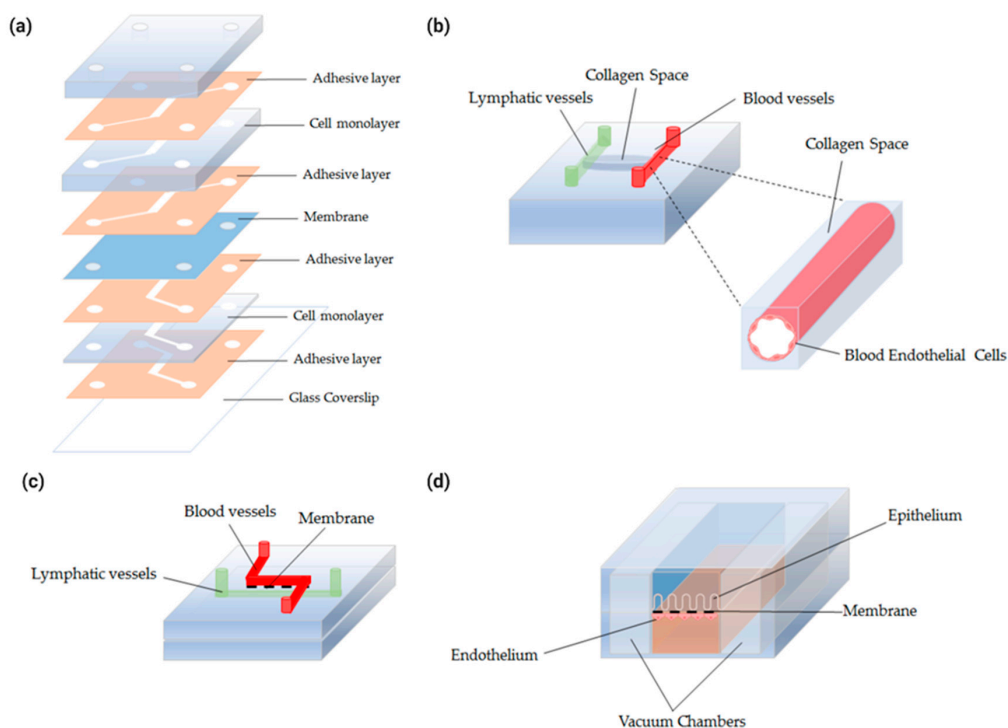 (a)
Adhesive layer
Cell monolayer
Adhesive layer
Membrane
Adhesive layer
Cell monolayer
Adhesive layer
Glass Coverslip
(b)
Collagen Space
Lymphatic vessels
Blood vessels
Collagen Space
Blood Endothelial Cells
(c)
Blood vessels
Membrane
Lymphatic vessels
(d)
Epithelium
Membrane
Endothelium
Vacuum Chambers